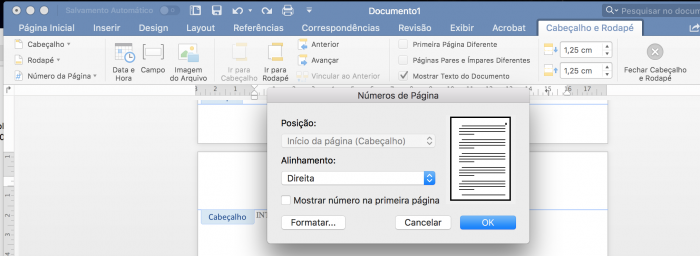 Salvamento Automático
Documento1
Pesquisar no documen
Página Inicial Inserir Design Layout Referências Correspondências Revisão Exibir Acrobat Cabeçalho e Rodapé
Cabeçalho
Rodapé
Número da Página
Data e Hora
Campo
Imagem do Arquivo
Ir para Cabeçalho
Ir para Rodapé
Anterior
Avançar
Vincular ao Anterior
Primeira Página Diferente
Páginas Pares e Ímpares Diferentes
Mostrar Texto do Documento
1,25 cm
1,25 cm
Fechar Cabeçalho e Rodapé
Números de Página
Posição:
Início da página (Cabeçalho)
Alinhamento:
Direita
Mostrar número na primeira página
Formatar... Cancelar OK
Cabeçalho